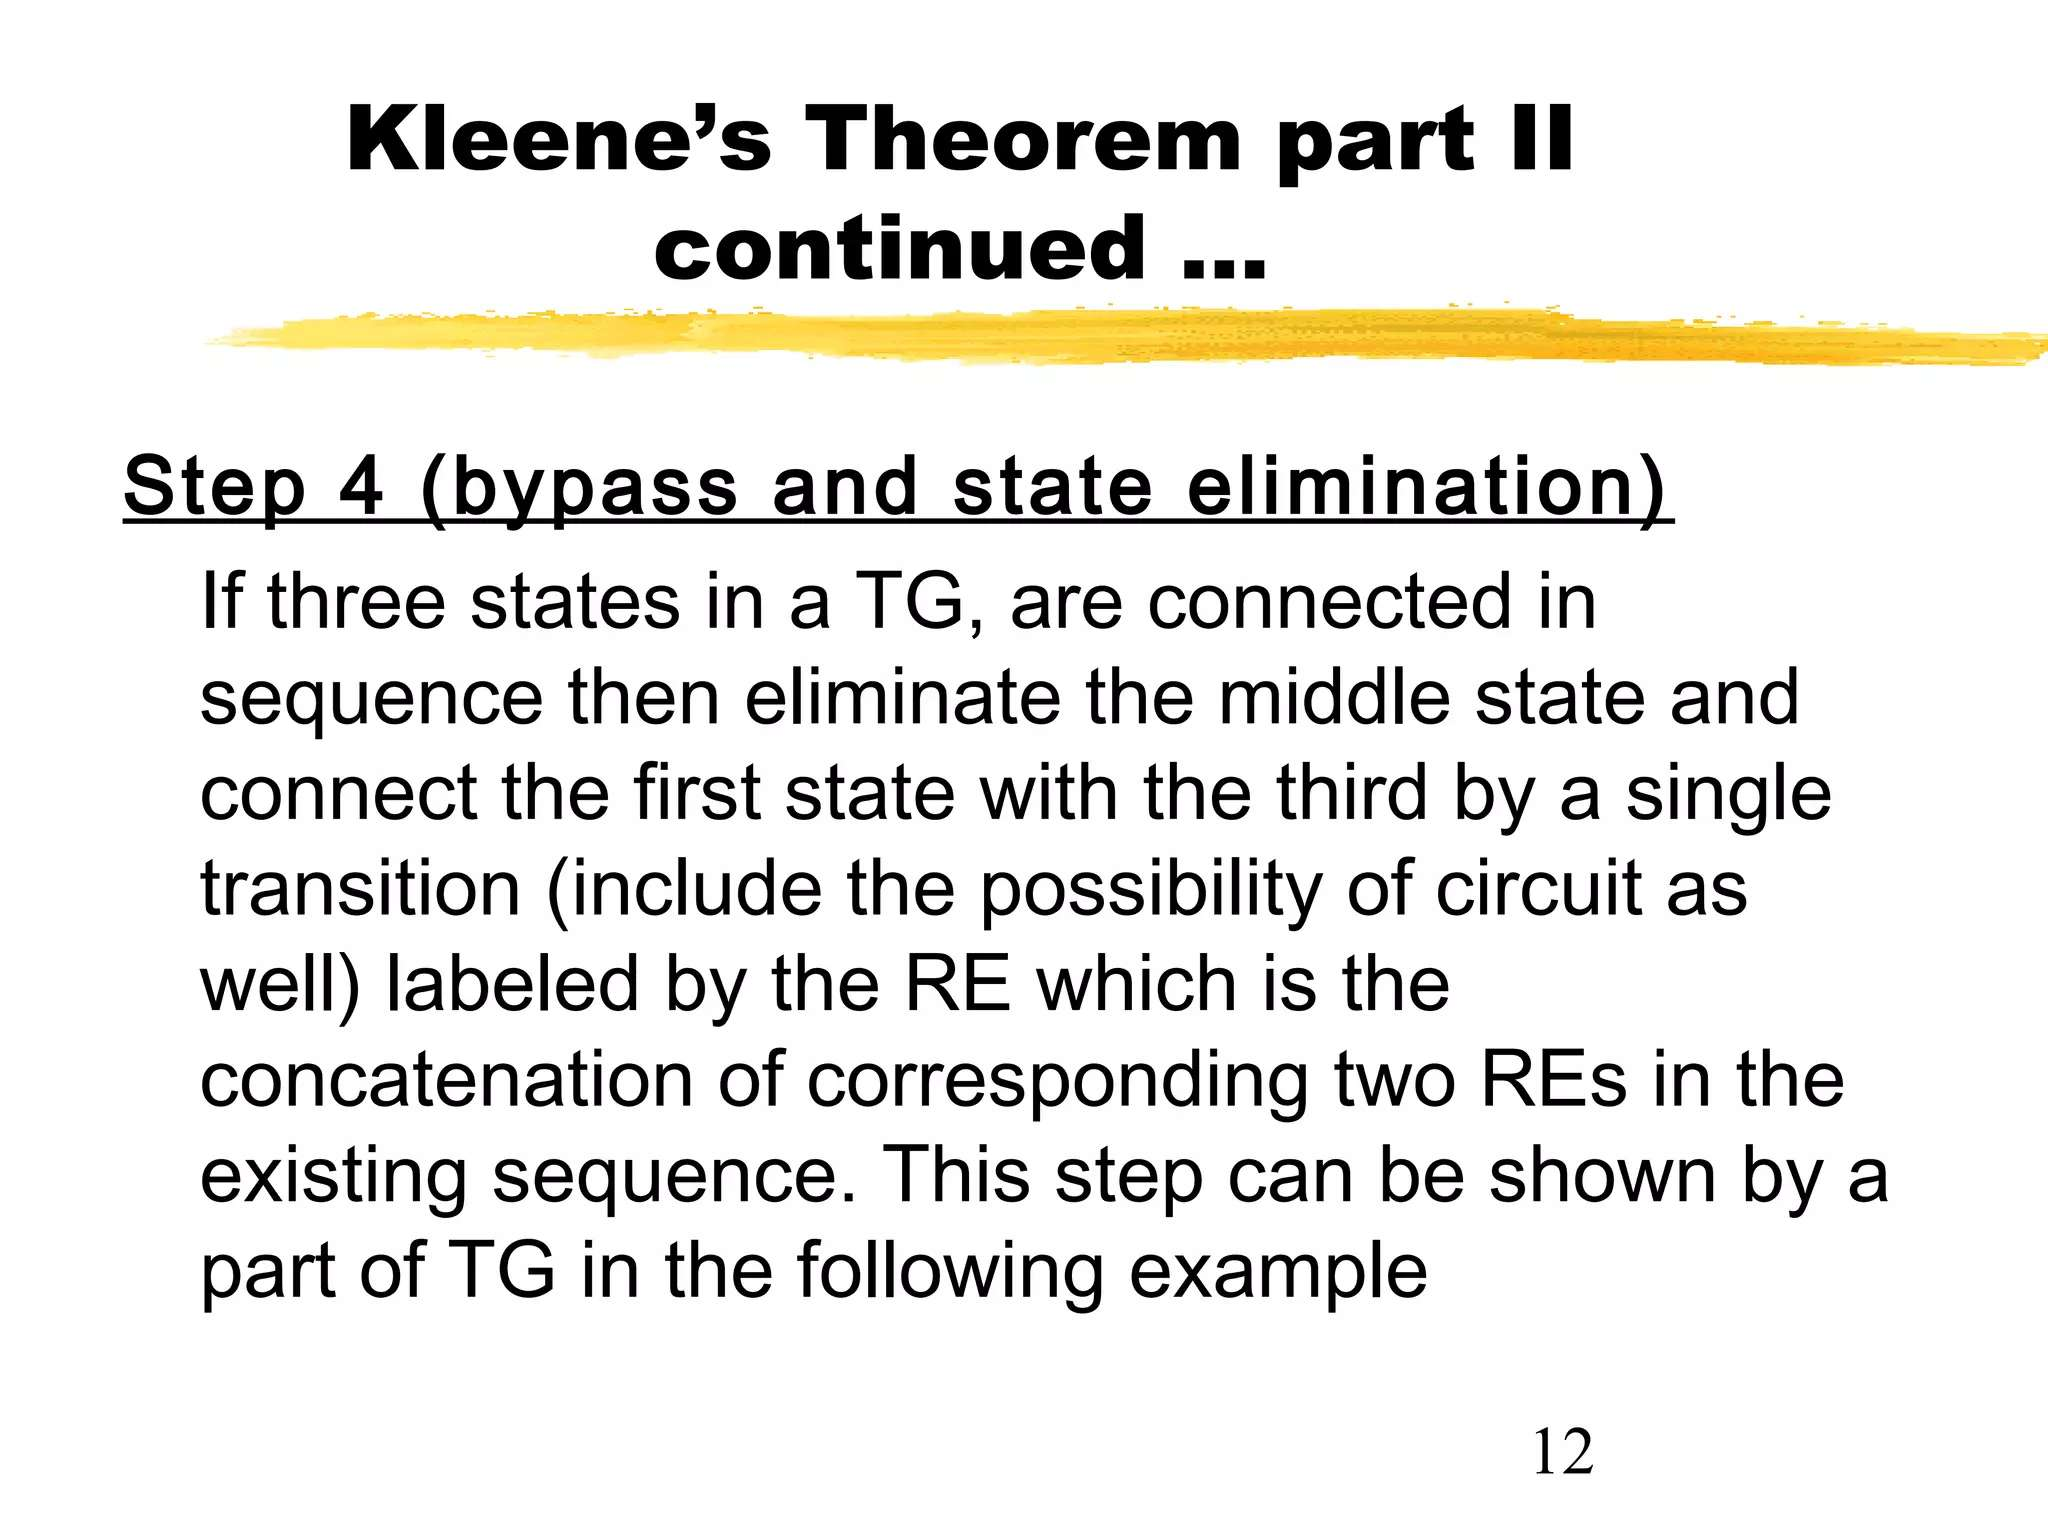 Kleene’s Theorem part II
continued …
Step 4 (bypass and state elimination)
If three states in a TG, are connected in
sequence then eliminate the middle state and
connect the first state with the third by a single
transition (include the possibility of circuit as
well) labeled by the RE which is the
concatenation of corresponding two REs in the
existing sequence. This step can be shown by a
part of TG in the following example
12